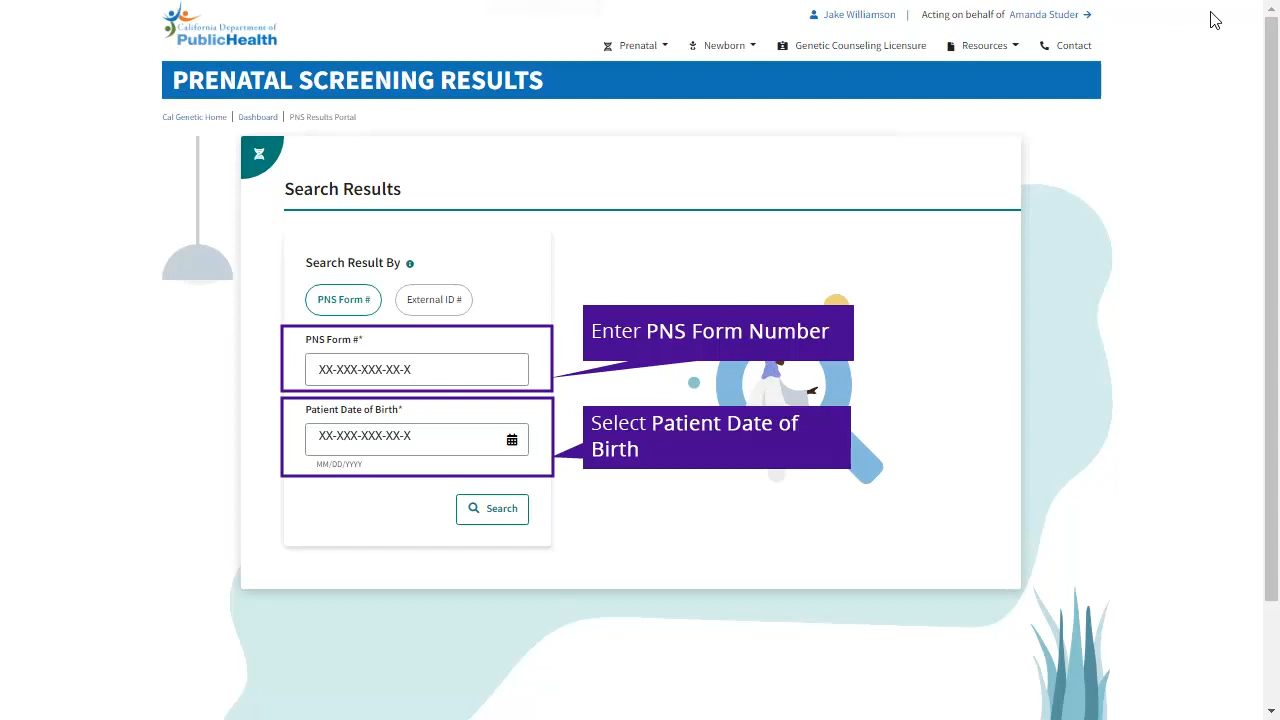 California Department of
PublicHealth
Jake Williamson | Acting on behalf of Amanda Studer
Prenatal Newborn Genetic Counseling Licensure Resources Contact
PRENATAL SCREENING RESULTS
Cal Genetic Home | Dashboard | PNS Results Portal
Search Results
Search Result By
PNS Form # External ID #
PNS Form #*
XX-XXX-XXX-XX-X
Enter PNS Form Number
Patient Date of Birth*
XX-XXX-XXX-XX-X
MM/DD/YYYY
Select Patient Date of
Birth
Search